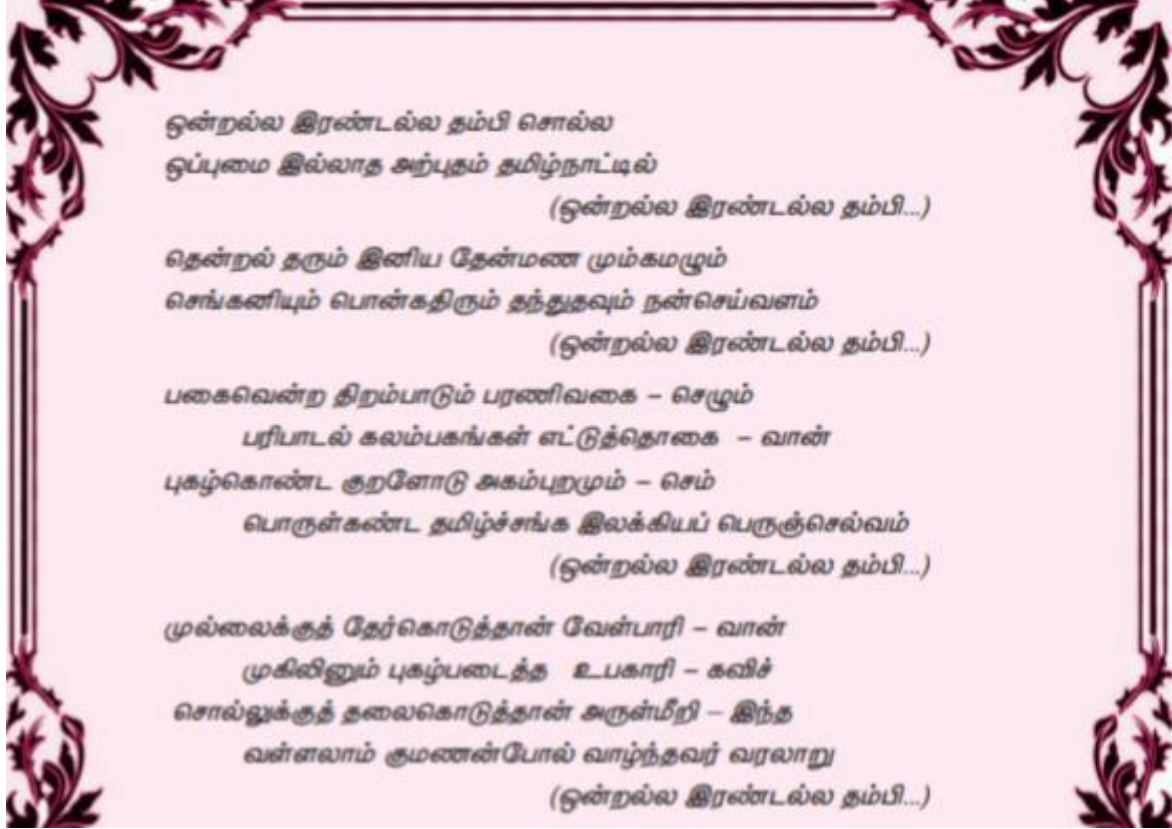 ஒன்றல்ல இரண்டல்ல தம்பி சொல்ல
ஒப்புமை இல்லாத அற்புதம் தமிழ்நாட்டில்
(ஒன்றல்ல இரண்டல்ல தம்பி...)
தென்றல் தரும் இனிய தேன்மண மும்கமழும்
செங்கனியும் பொன்கதிரும் தந்துதவும் நன்செய்வளம்
(ஒன்றல்ல இரண்டல்ல தம்பி...)
பகைவென்ற திறம்பாடும் பரணிவகை – செழும்
பரிபாடல் கலம்பகங்கள் எட்டுத்தொகை – வான்
புகழ்கொண்ட குறளோடு அகம்புறமும் – செம்
பொருள்கண்ட தமிழ்ச்சங்க இலக்கியப் பெருஞ்செல்வம்
(ஒன்றல்ல இரண்டல்ல தம்பி...)
முல்லைக்குத் தேர்கொடுத்தான் வேள்பாரி – வான்
முகிலினும் புகழ்படைத்த உபகாரி – கவிச்
சொல்லுக்குத் தலைகொடுத்தான் அருள்மீறி – இந்த
வள்ளலாம் குமணன்போல் வாழ்ந்தவர் வரலாறு
(ஒன்றல்ல இரண்டல்ல தம்பி...)